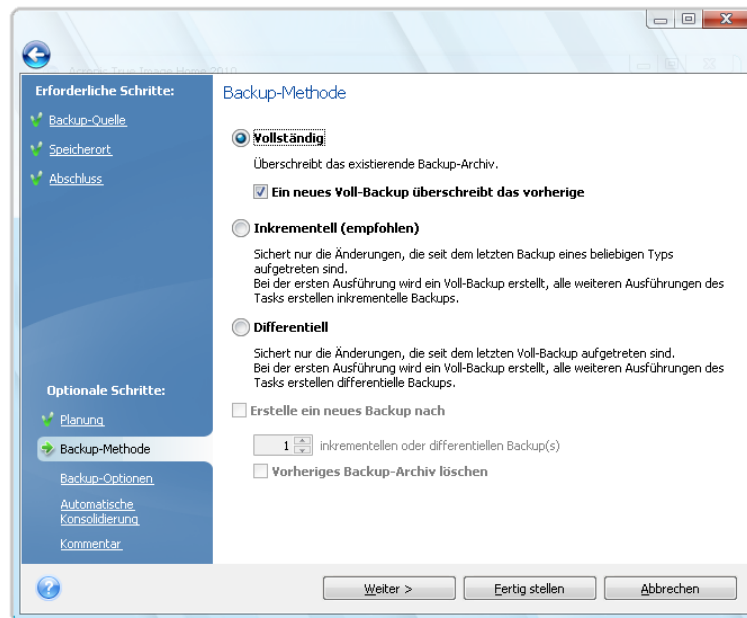 Acronis True Image Home 2010
Erforderliche Schritte:
Backup-Quelle
Speicherort
Abschluss
Optionale Schritte:
Planung
Backup-Methode
Backup-Optionen
Automatische
Konsolidierung
Kommentar
Backup-Methode
Vollständig
Überschreibt das existierende Backup-Archiv.
Ein neues Voll-Backup überschreibt das vorherige
Inkrementell (empfohlen)
Sichert nur die Änderungen, die seit dem letzten Backup eines beliebigen Typs
aufgetreten sind.
Bei der ersten Ausführung wird ein Voll-Backup erstellt, alle weiteren Ausführungen des
Tasks erstellen inkrementelle Backups.
Differentiell
Sichert nur die Änderungen, die seit dem letzten Voll-Backup aufgetreten sind.
Bei der ersten Ausführung wird ein Voll-Backup erstellt, alle weiteren Ausführungen des
Tasks erstellen differentielle Backups.
Erstelle ein neues Backup nach
1 inkrementellen oder differentiellen Backup(s)
Vorheriges Backup-Archiv löschen
Weiter >
Fertig stellen
Abbrechen